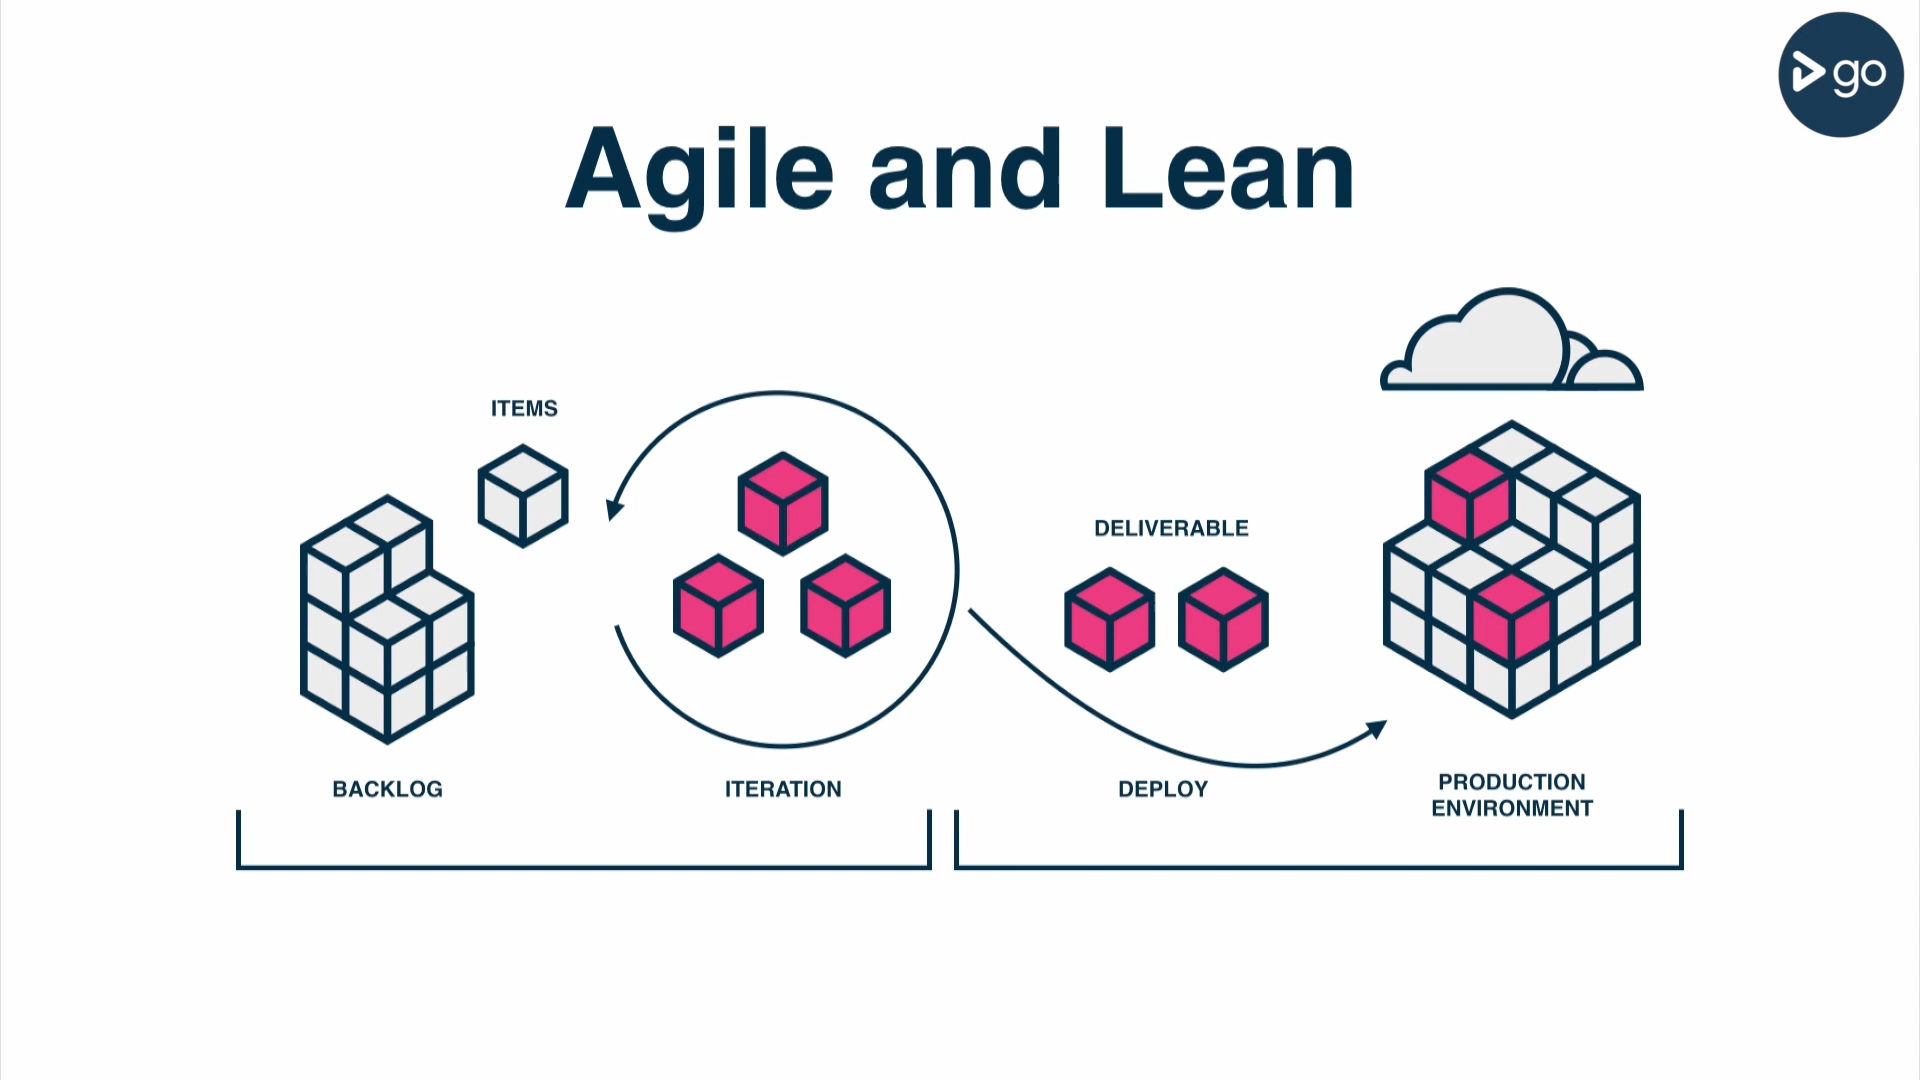 go
Agile and Lean
ITEMS
DELIVERABLE
BACKLOG
ITERATION
DEPLOY
PRODUCTION
ENVIRONMENT